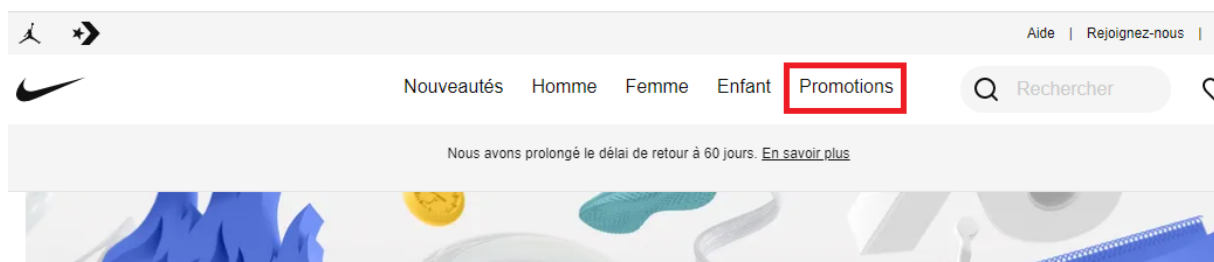 Aide | Rejoignez-nous |
Nouveautés Homme Femme Enfant Promotions Rechercher
Nous avons prolongé le délai de retour à 60 jours. En savoir plus